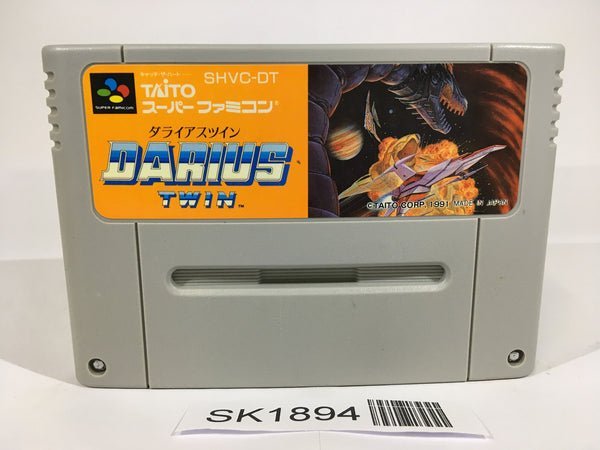 キャッチ・ザ・ハート
TAITO
SHVC-DT
SUPER FAMICOM
スーパーファミコン®
ダライアスツイン
DARIUS
TWIN™
©TAITO CORP. 1991 MADE IN JAPAN
SK1894